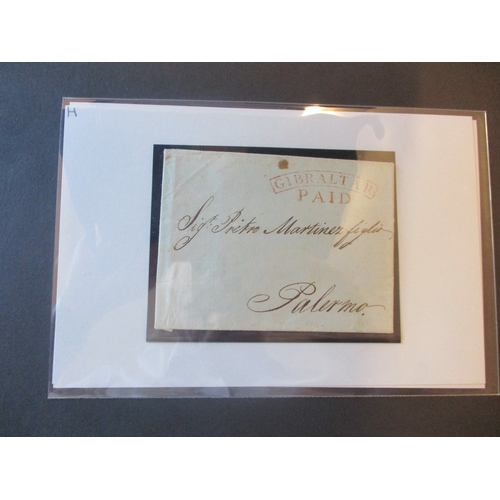 H
GIBRALTAR
PAID
Sigr. Pietro Martinez figlio
Palermo.